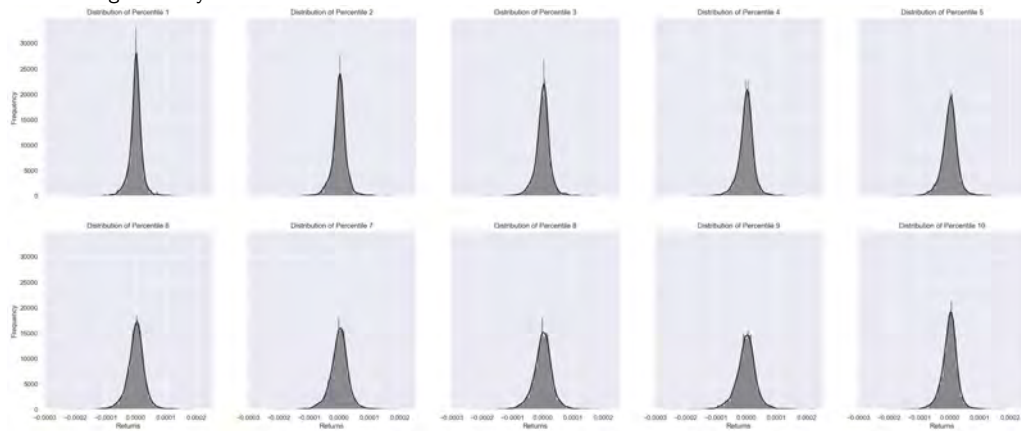 Distribution of Percentile 1
Distribution of Percentile 2
Distribution of Percentile 3
Distribution of Percentile 4
Distribution of Percentile 5
30000
25000
20000
15000
10000
5000
0
Frequency
Distribution of Percentile 6
Distribution of Percentile 7
Distribution of Percentile 8
Distribution of Percentile 9
Distribution of Percentile 10
30000
25000
20000
15000
10000
5000
0
Frequency
−0.0003 −0.0002 −0.0001 0.0000 0.0001 0.0002
−0.0003 −0.0002 −0.0001 0.0000 0.0001 0.0002
−0.0003 −0.0002 −0.0001 0.0000 0.0001 0.0002
−0.0003 −0.0002 −0.0001 0.0000 0.0001 0.0002
−0.0003 −0.0002 −0.0001 0.0000 0.0001 0.0002
Returns
Returns
Returns
Returns
Returns